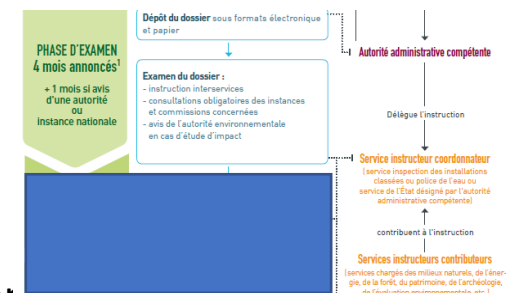 PHASE D'EXAMEN
4 mois annoncés¹
+ 1 mois si avis
d'une autorité
ou
instance nationale
Dépôt du dossier sous formats électronique
et papier
Examen du dossier :
- instruction interservices
- consultations obligatoires des instances
et commissions concernées
- avis de l'autorité environnementale
en cas d'étude d'impact
Autorité administrative compétente
Délègue l'instruction
Service instructeur coordonnateur
(service inspection des installations
classées ou police de l'eau ou
service de l'État désigné par l'autorité
administrative compétente)
contribuent à l'instruction
Services instructeurs contributeurs
(services chargés des milieux naturels, de l'éner-
gie, de la forêt, du patrimoine, de l'archéologie,
de l'évaluation environnementale, etc.)